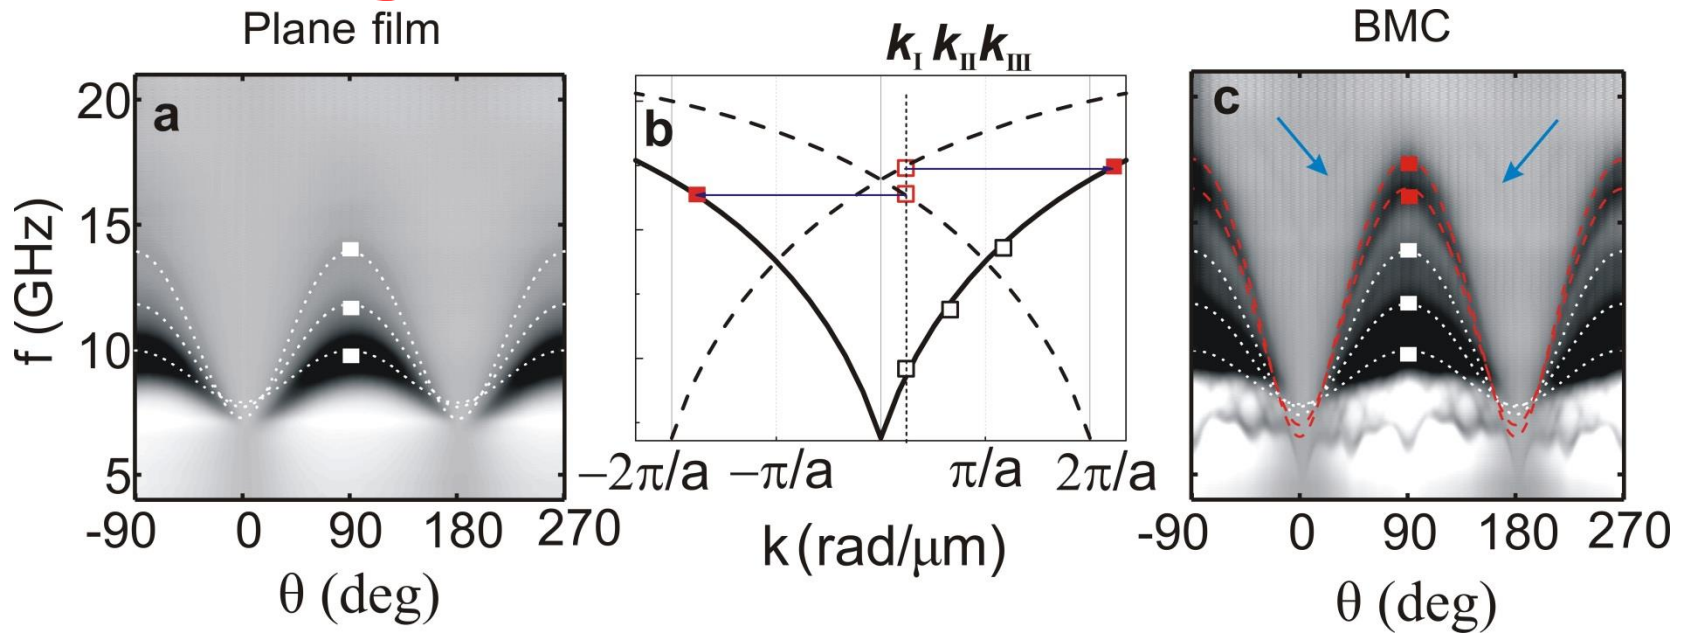 Plane film
a
20
15
10
5
f (GHz)
-90 0 90 180 270
θ (deg)
k_I k_II k_III
b
−2π/a −π/a π/a 2π/a
k (rad/μm)
BMC
c
-90 0 90 180 270
θ (deg)